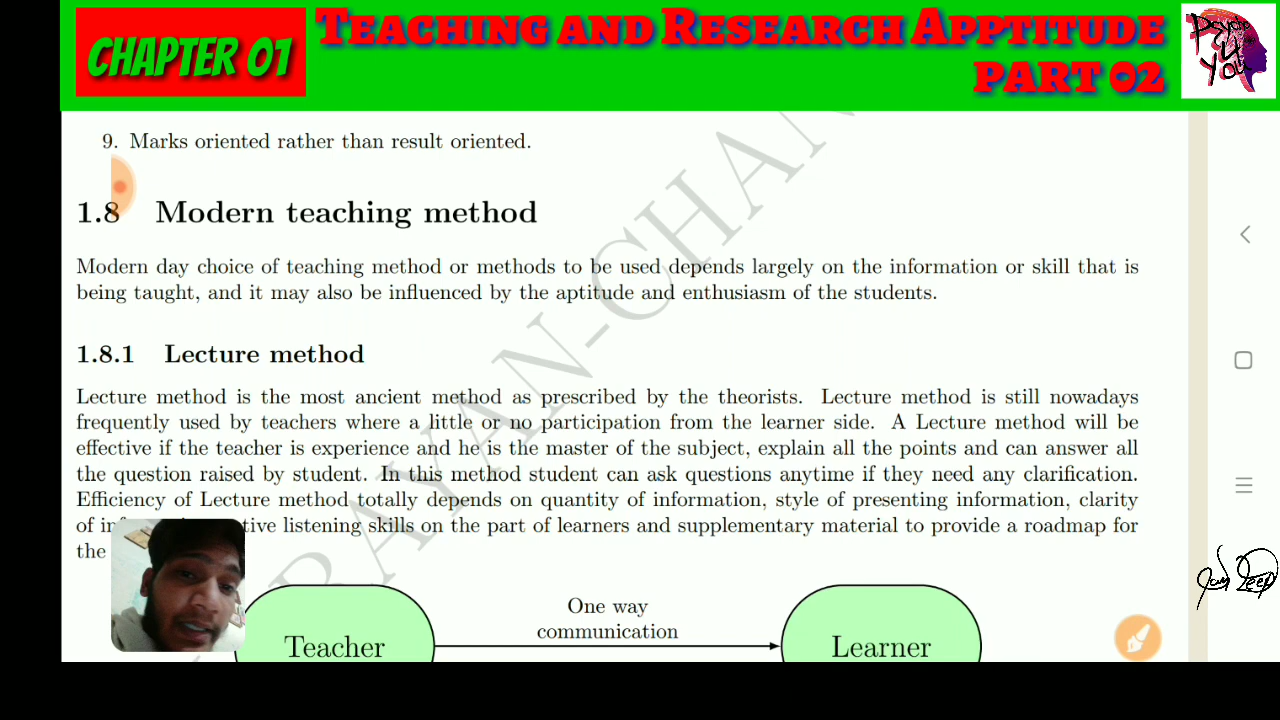 CHAPTER 01
TEACHING AND RESEARCH APPTITUDE
PART 02
Psycho
4
You
9. Marks oriented rather than result oriented.
1.8 Modern teaching method
Modern day choice of teaching method or methods to be used depends largely on the information or skill that is
being taught, and it may also be influenced by the aptitude and enthusiasm of the students.
1.8.1 Lecture method
Lecture method is the most ancient method as prescribed by the theorists. Lecture method is still nowadays
frequently used by teachers where a little or no participation from the learner side. A Lecture method will be
effective if the teacher is experience and he is the master of the subject, explain all the points and can answer all
the question raised by student. In this method student can ask questions anytime if they need any clarification.
Efficiency of Lecture method totally depends on quantity of information, style of presenting information, clarity
of listening skills on the part of learners and supplementary material to provide a roadmap for
the
One way
communication
Teacher
Learner